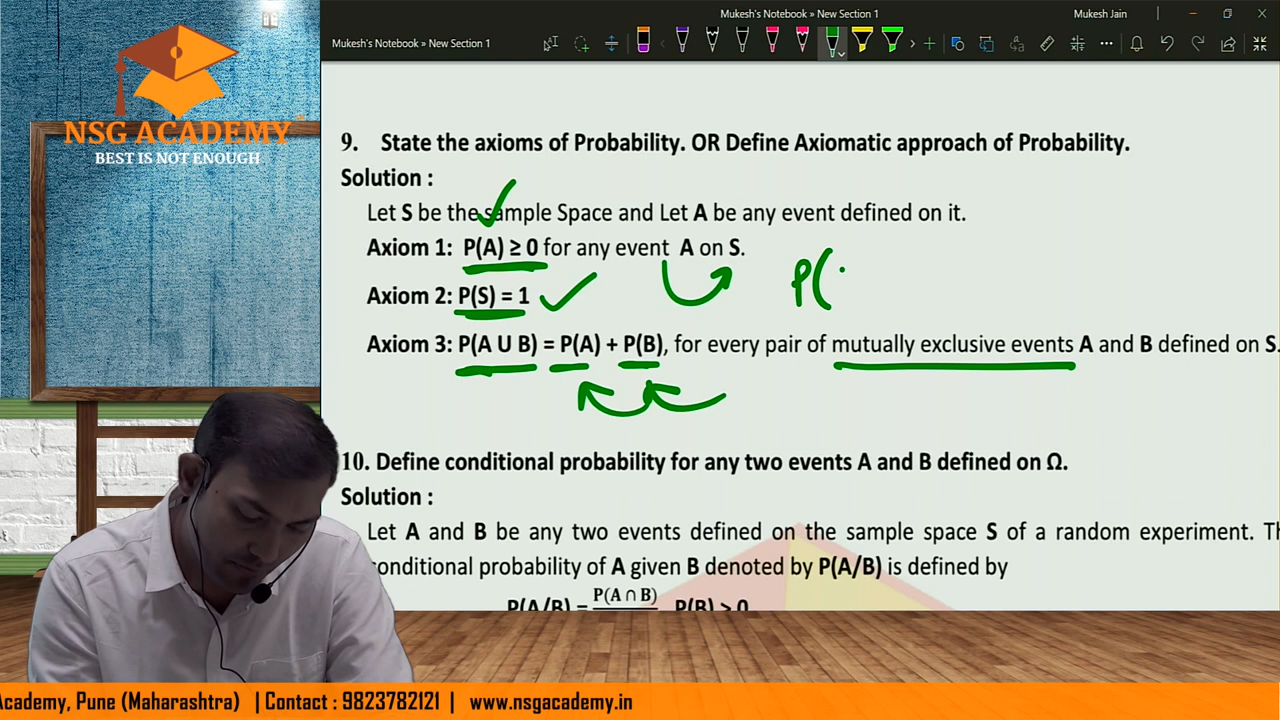 Mukesh's Notebook » New Section 1
Mukesh Jain
Mukesh's Notebook » New Section 1
NSG ACADEMY
BEST IS NOT ENOUGH
9. State the axioms of Probability. OR Define Axiomatic approach of Probability.
Solution :
Let S be the sample Space and Let A be any event defined on it.
Axiom 1: P(A) ≥ 0 for any event A on S.
P(
Axiom 2: P(S) = 1
Axiom 3: P(A U B) = P(A) + P(B), for every pair of mutually exclusive events A and B defined on S.
10. Define conditional probability for any two events A and B defined on Ω.
Solution :
Let A and B be any two events defined on the sample space S of a random experiment.
conditional probability of A given B denoted by P(A/B) is defined by
P(A/B) = P(A ∩ B) P(B) > 0
Academy, Pune (Maharashtra) | Contact : 9823782121 | www.nsgacademy.in